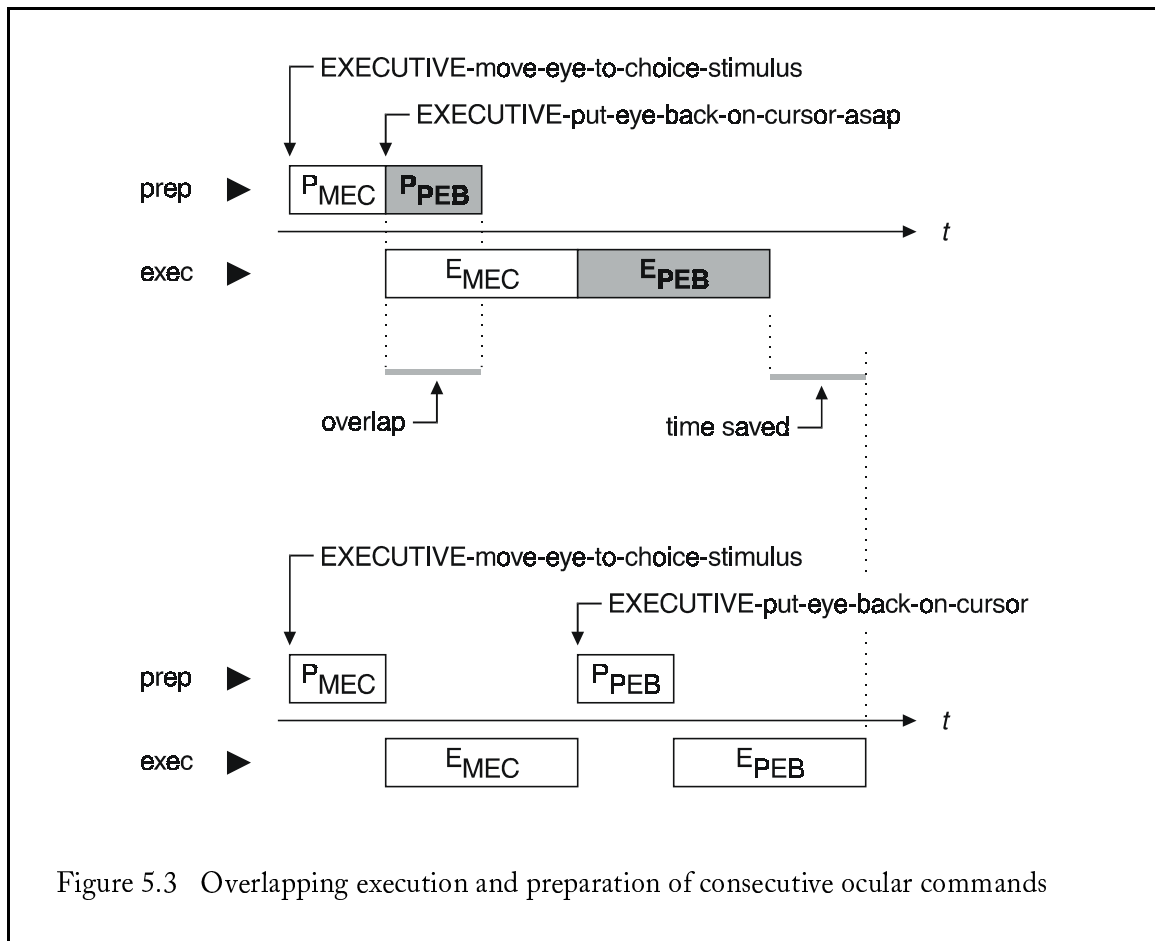 EXECUTIVE-move-eye-to-choice-stimulus
EXECUTIVE-put-eye-back-on-cursor-asap
prep ▶ PMEC PPEB
t
exec ▶ EMEC EPEB
overlap time saved
EXECUTIVE-move-eye-to-choice-stimulus
EXECUTIVE-put-eye-back-on-cursor
prep ▶ PMEC PPEB
t
exec ▶ EMEC EPEB
Figure 5.3 Overlapping execution and preparation of consecutive ocular commands